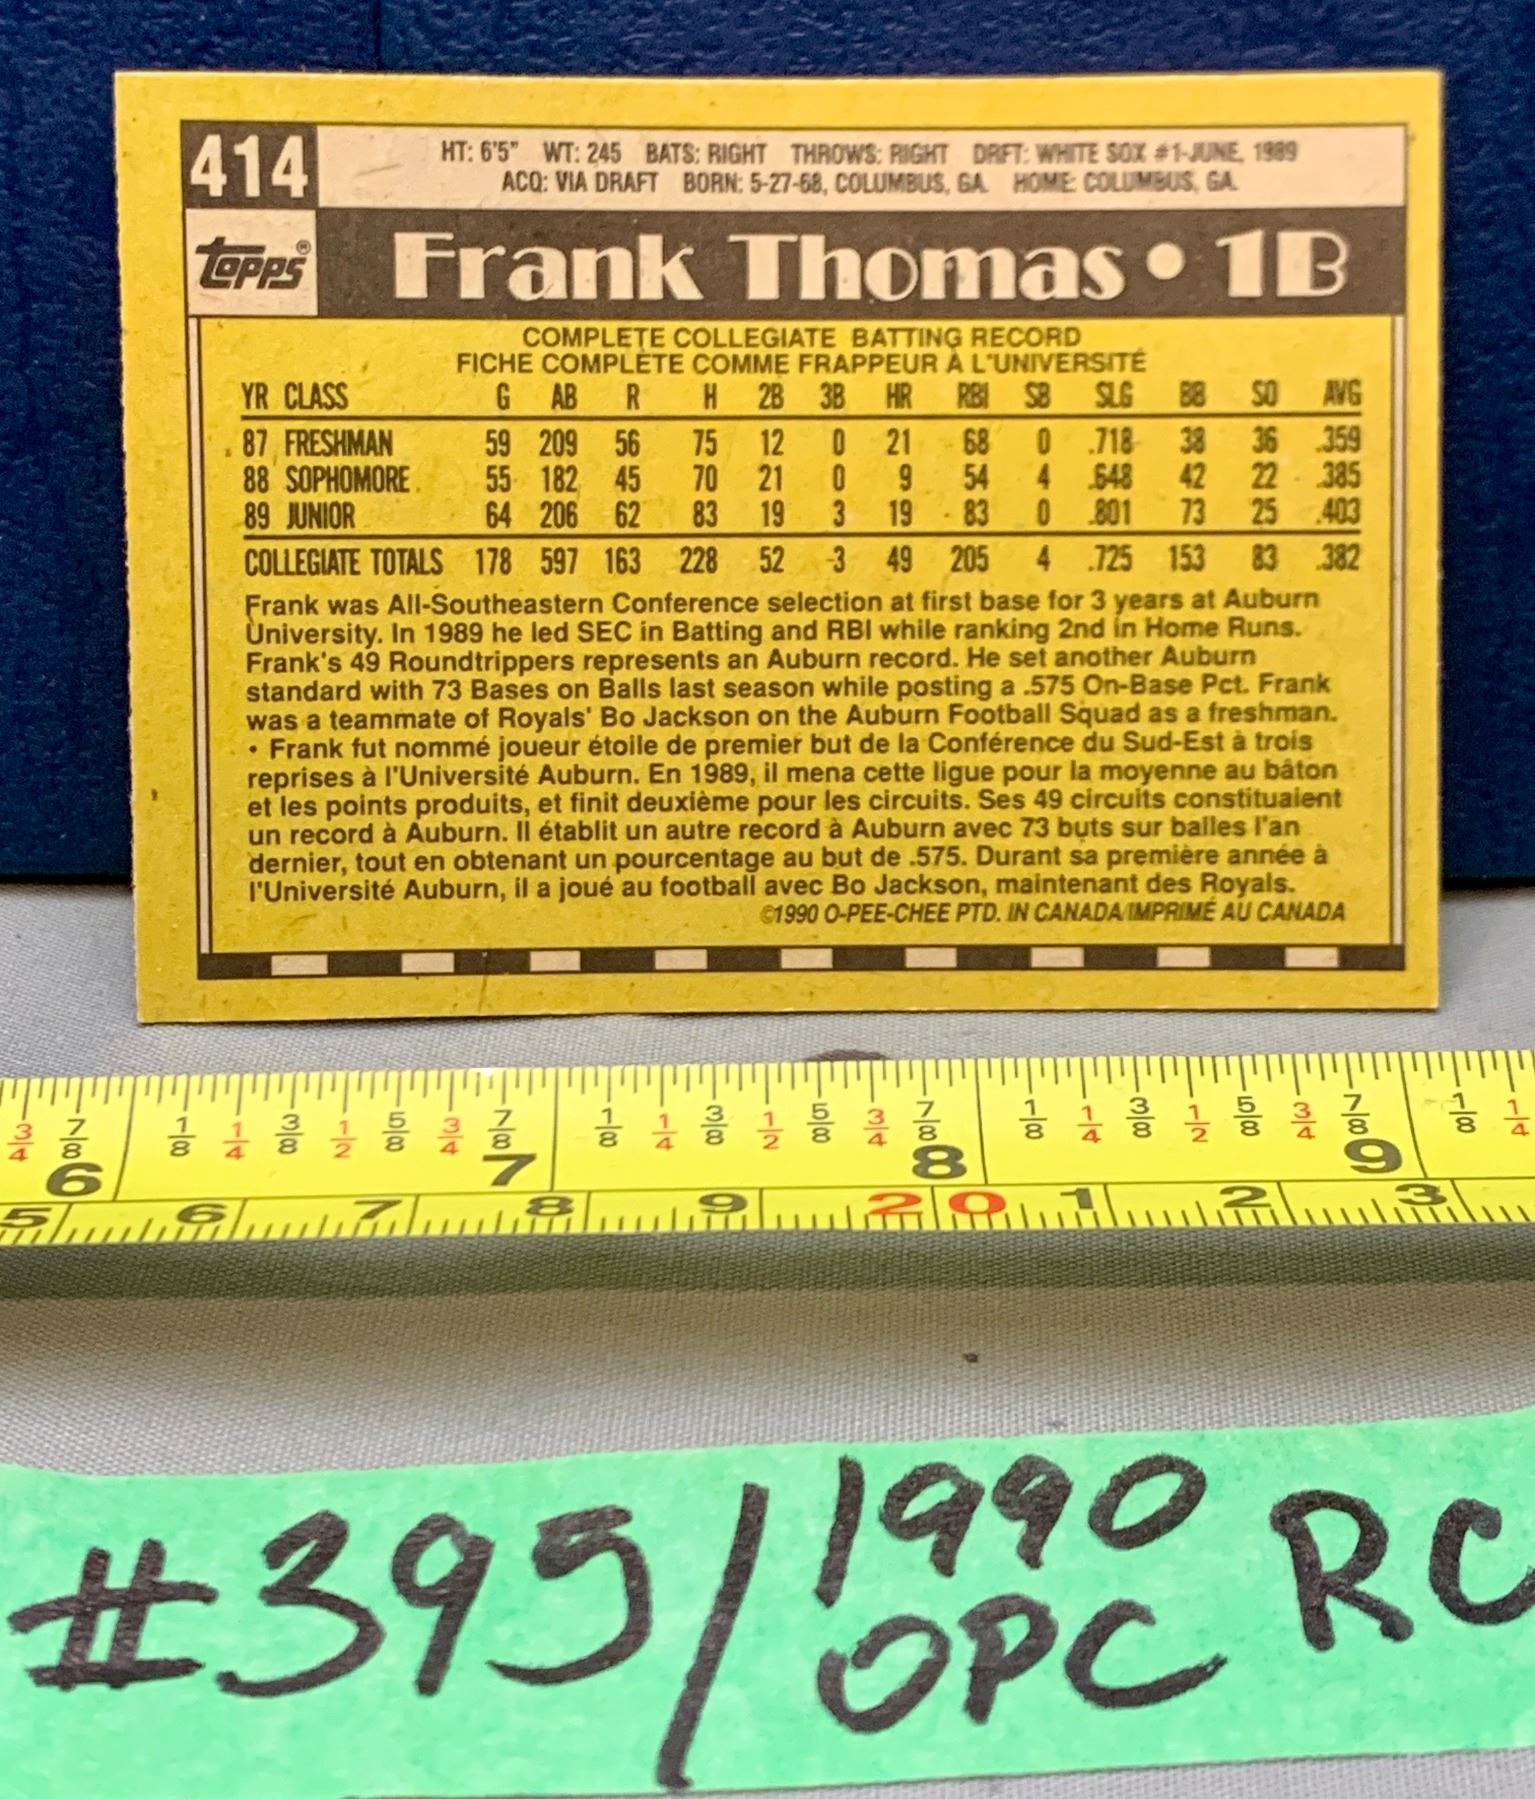 414
HT: 6'5" WT: 245 BATS: RIGHT THROWS: RIGHT DRFT: WHITE SOX #1-JUNE, 1989
ACQ: VIA DRAFT BORN: 5-27-68, COLUMBUS, GA. HOME: COLUMBUS, GA.
topps®
Frank Thomas • 1B
COMPLETE COLLEGIATE BATTING RECORD
FICHE COMPLÈTE COMME FRAPPEUR À L'UNIVERSITÉ
YR CLASS G AB R H 2B 3B HR RBI SB SLG BB SO AVG
87 FRESHMAN 59 209 56 75 12 0 21 68 0 .718 38 36 .359
88 SOPHOMORE 55 182 45 70 21 0 9 54 4 .648 42 22 .385
89 JUNIOR 64 206 62 83 19 3 19 83 0 .801 73 25 .403
COLLEGIATE TOTALS 178 597 163 228 52 3 49 205 4 .725 153 83 .382
Frank was All-Southeastern Conference selection at first base for 3 years at Auburn
University. In 1989 he led SEC in Batting and RBI while ranking 2nd in Home Runs.
Frank's 49 Roundtrippers represents an Auburn record. He set another Auburn
standard with 73 Bases on Balls last season while posting a .575 On-Base Pct. Frank
was a teammate of Royals' Bo Jackson on the Auburn Football Squad as a freshman.
• Frank fut nommé joueur étoile de premier but de la Conférence du Sud-Est à trois
reprises à l'Université Auburn. En 1989, il mena cette ligue pour la moyenne au bâton
et les points produits, et finit deuxième pour les circuits. Ses 49 circuits constituaient
un record à Auburn. Il établit un autre record à Auburn avec 73 buts sur balles l'an
dernier, tout en obtenant un pourcentage au but de .575. Durant sa première année à
l'Université Auburn, il a joué au football avec Bo Jackson, maintenant des Royals.
©1990 O-PEE-CHEE PTD. IN CANADA/IMPRIMÉ AU CANADA
3/4 7/8 1/8 1/4 3/8 1/2 5/8 3/4 7/8 1/8 1/4 3/8 1/2 5/8 3/4 7/8 1/8 1/4 3/8 1/2 5/8 3/4 7/8 1/8 1/4
6 7 8 9
5 6 7 8 9 20 1 2 3
#395/1990 RC
OPC